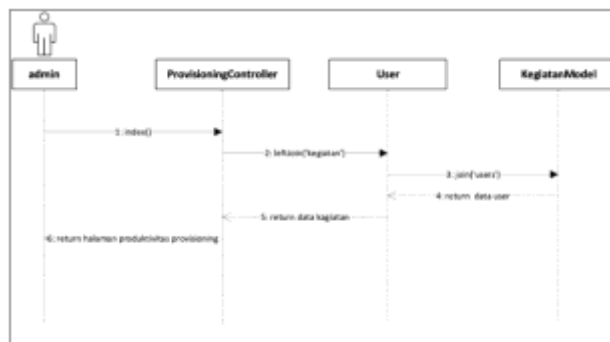 admin ProvisioningController User KegiatanModel
1: index()
2: leftJoin('kegiatan')
3: join('users')
4: return data user
5: return data kegiatan
6: return halaman produktivitas provisioning